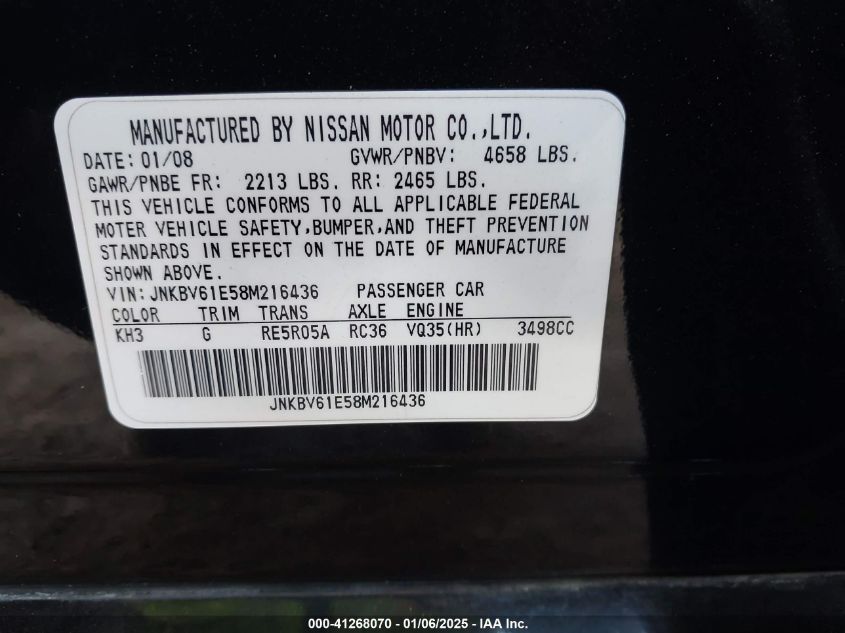 MANUFACTURED BY NISSAN MOTOR CO.,LTD.
DATE: 01/08 GVWR/PNBV: 4658 LBS.
GAWR/PNBE FR: 2213 LBS. RR: 2465 LBS.
THIS VEHICLE CONFORMS TO ALL APPLICABLE FEDERAL
MOTER VEHICLE SAFETY,BUMPER,AND THEFT PREVENTION
STANDARDS IN EFFECT ON THE DATE OF MANUFACTURE
SHOWN ABOVE.
VIN:JNKBV61E58M216436 PASSENGER CAR
COLOR TRIM TRANS AXLE ENGINE
KH3 G RE5R05A RC36 VQ35(HR) 3498CC
JNKBV61E58M216436
000-41268070 - 01/06/2025 - IAA Inc.